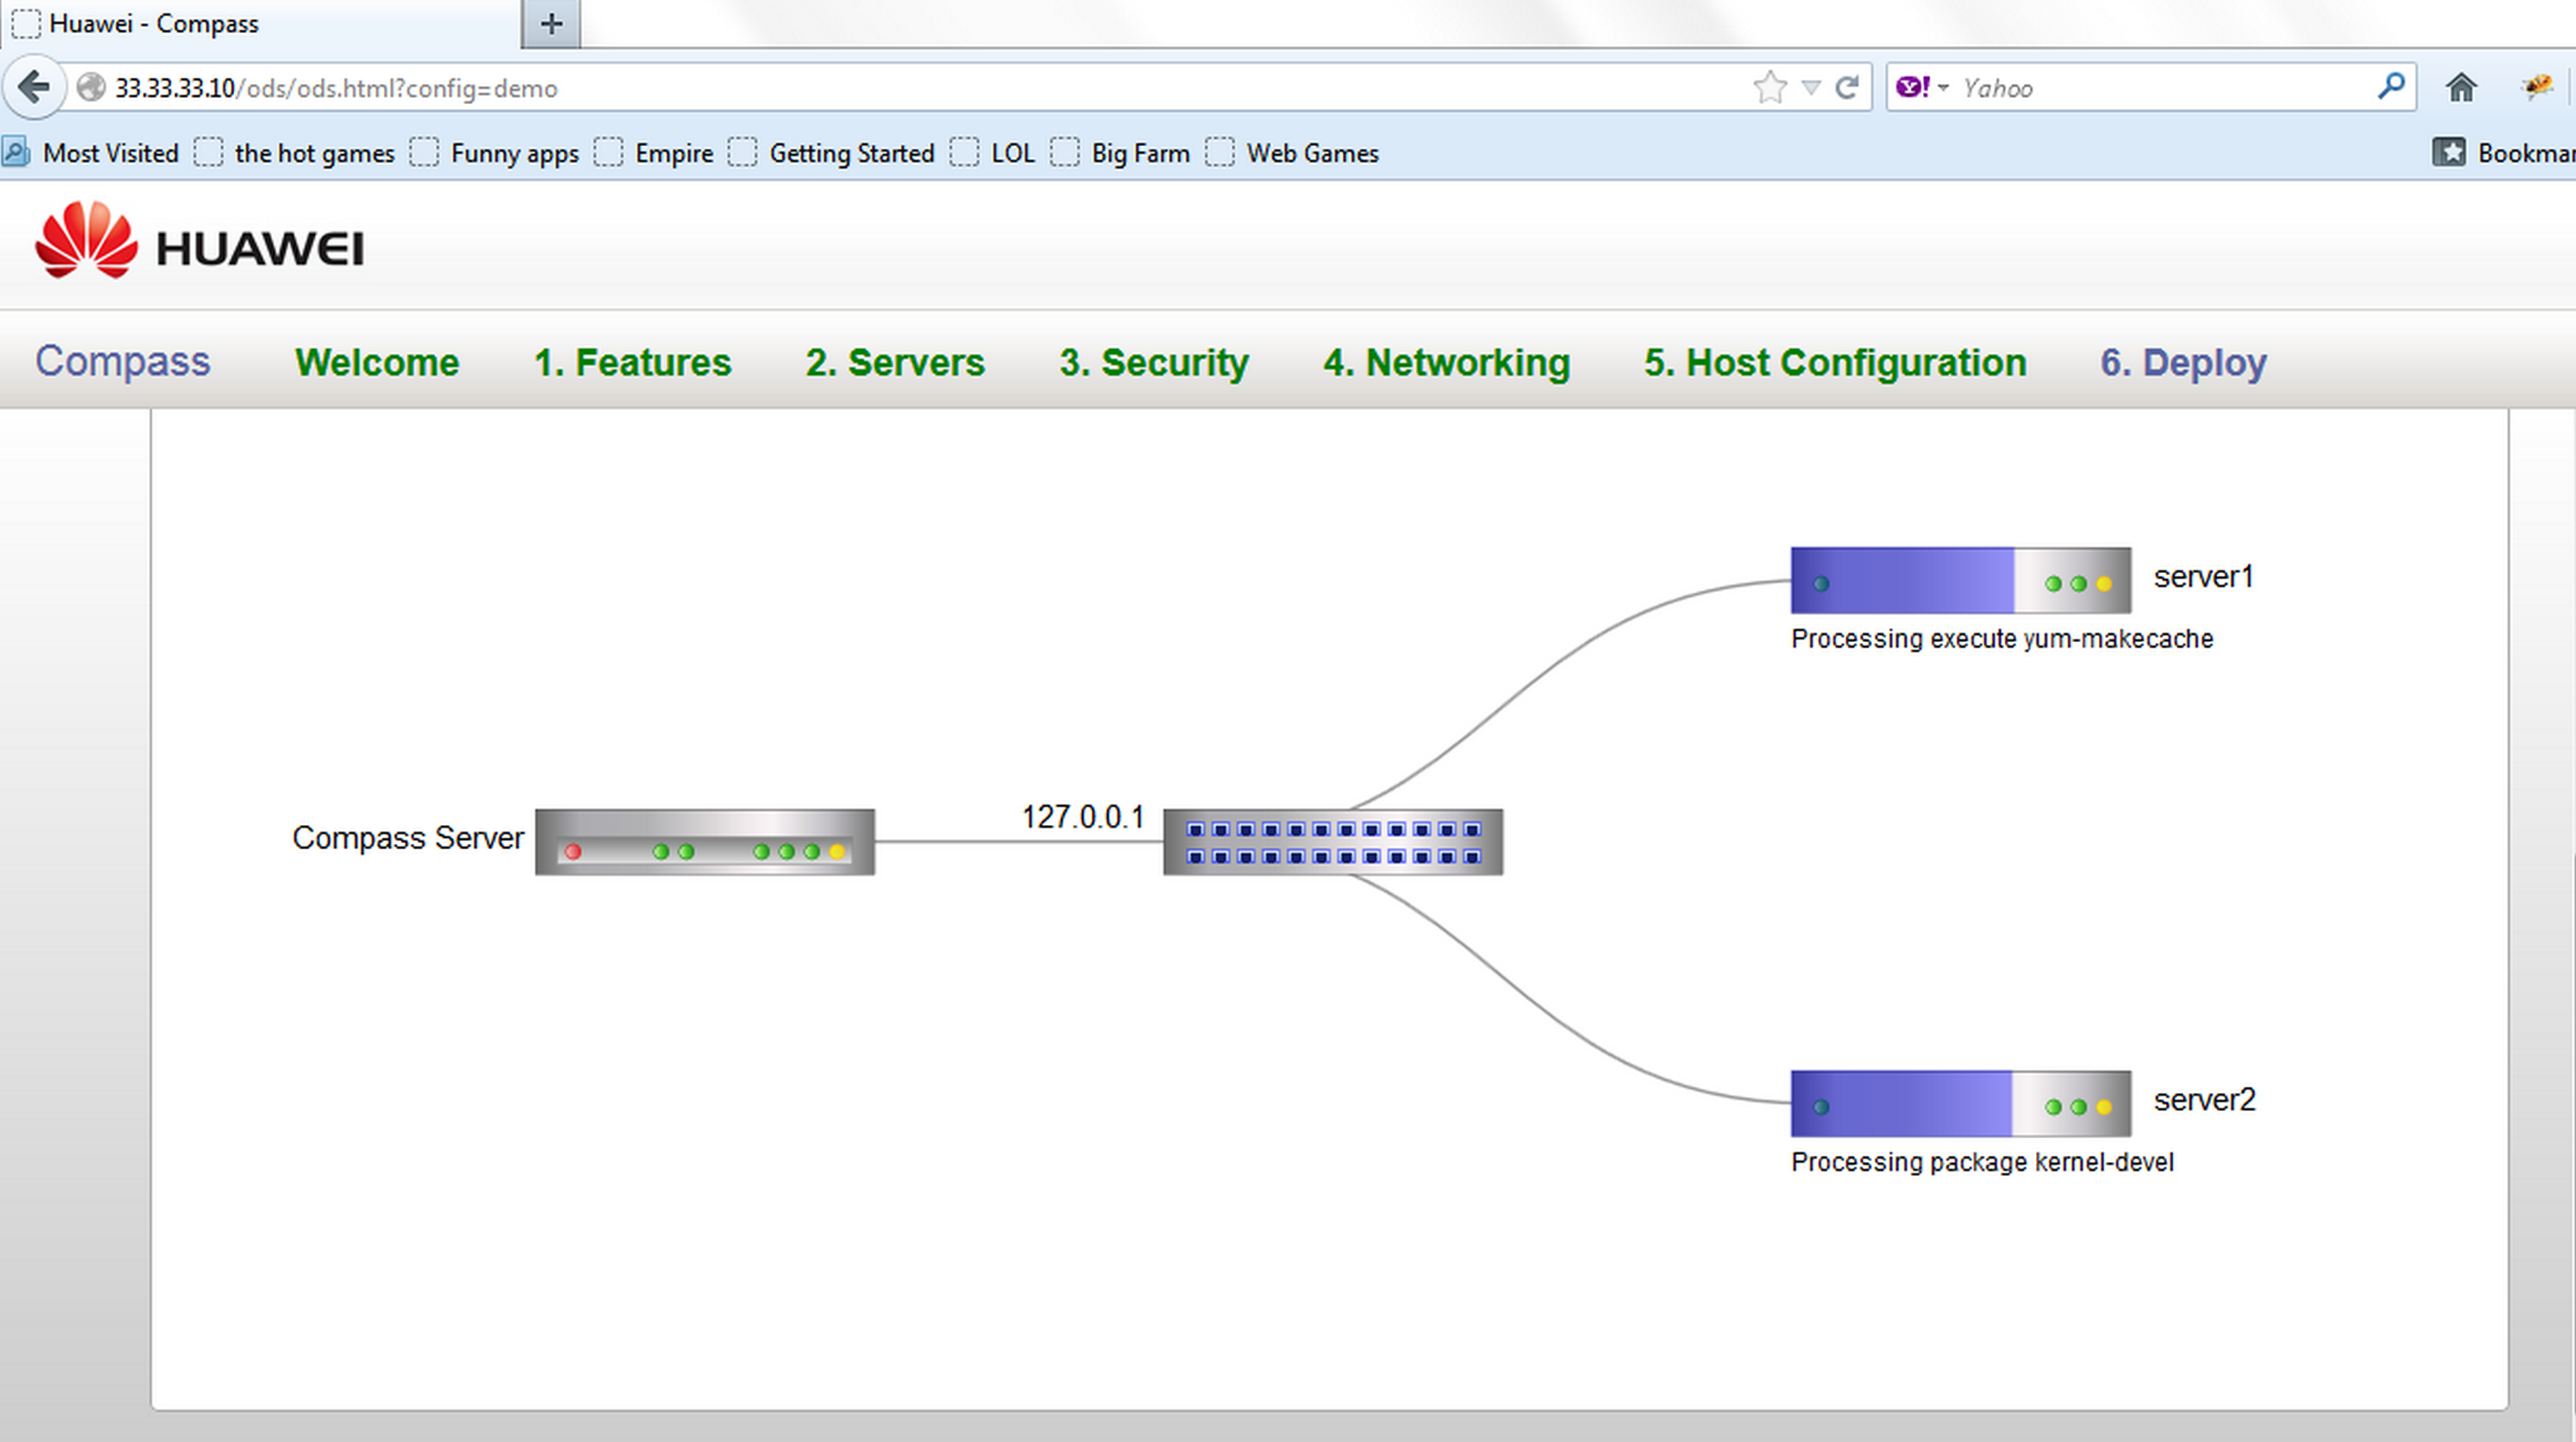 Huawei - Compass
33.33.33.10/ods/ods.html?config=demo
Yahoo
Most Visited the hot games Funny apps Empire Getting Started LOL Big Farm Web Games
HUAWEI
Compass Welcome 1. Features 2. Servers 3. Security 4. Networking 5. Host Configuration 6. Deploy
server1
Processing execute yum-makecache
127.0.0.1
Compass Server
server2
Processing package kernel-devel